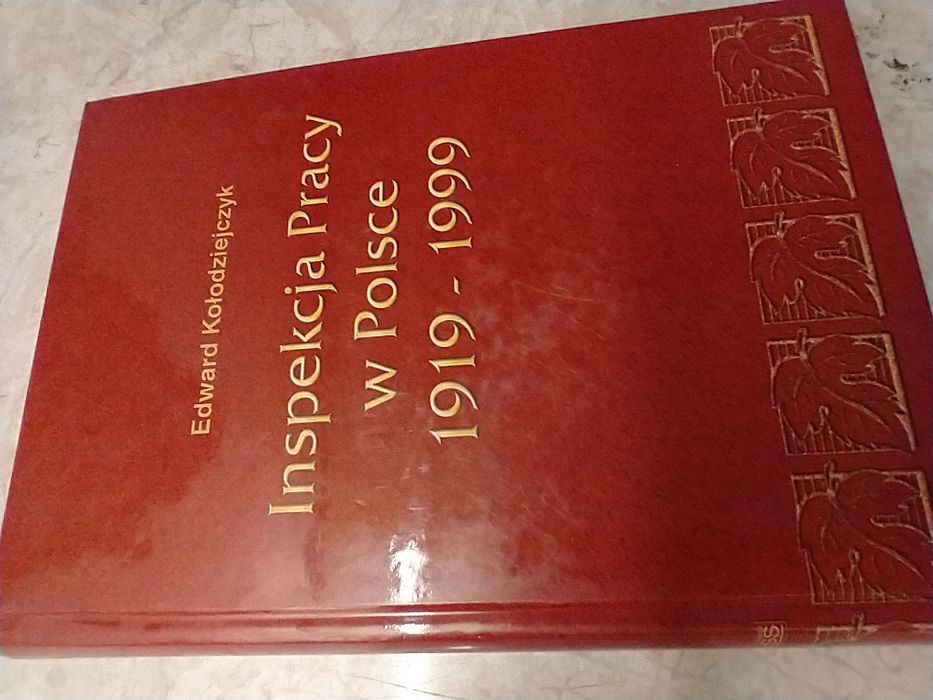 Edward Kołodziejczyk
Inspekcja Pracy
w Polsce
1919 - 1999